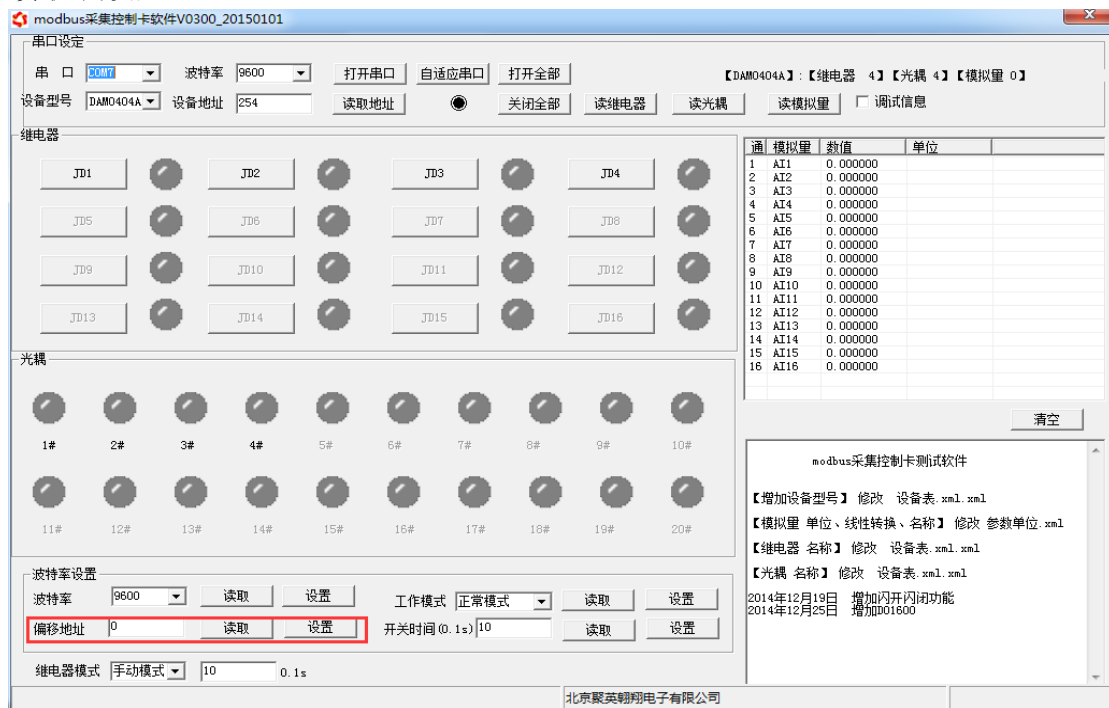 modbus采集控制卡软件V0300_20150101
串口设定
串 口 COM7 波特率 9600 打开串口 自适应串口 打开全部 【DAM0404A】:【继电器 4】【光耦 4】【模拟量 0】
设备型号 DAM0404A 设备地址 254 读取地址 关闭全部 读继电器 读光耦 读模拟量 调试信息
继电器
JD1 JD2 JD3 JD4
JD5 JD6 JD7 JD8
JD9 JD10 JD11 JD12
JD13 JD14 JD15 JD16
通 模拟量 数值 单位
1 AI1 0.000000
2 AI2 0.000000
3 AI3 0.000000
4 AI4 0.000000
5 AI5 0.000000
6 AI6 0.000000
7 AI7 0.000000
8 AI8 0.000000
9 AI9 0.000000
10 AI10 0.000000
11 AI11 0.000000
12 AI12 0.000000
13 AI13 0.000000
14 AI14 0.000000
15 AI15 0.000000
16 AI16 0.000000
清空
光耦
1# 2# 3# 4# 5# 6# 7# 8# 9# 10#
11# 12# 13# 14# 15# 16# 17# 18# 19# 20#
modbus采集控制卡测试软件
【增加设备型号】 修改 设备表.xml.xml
【模拟量 单位、线性转换、名称】 修改 参数单位.xml
【继电器 名称】 修改 设备表.xml.xml
【光耦 名称】 修改 设备表.xml.xml
2014年12月19日 增加闪开闪闭功能
2014年12月25日 增加DO1600
波特率设置
波特率 9600 读取 设置 工作模式 正常模式 读取 设置
偏移地址 0 读取 设置 开关时间(0.1s) 10 读取 设置
继电器模式 手动模式 10 0.1s
北京聚英翱翔电子有限公司